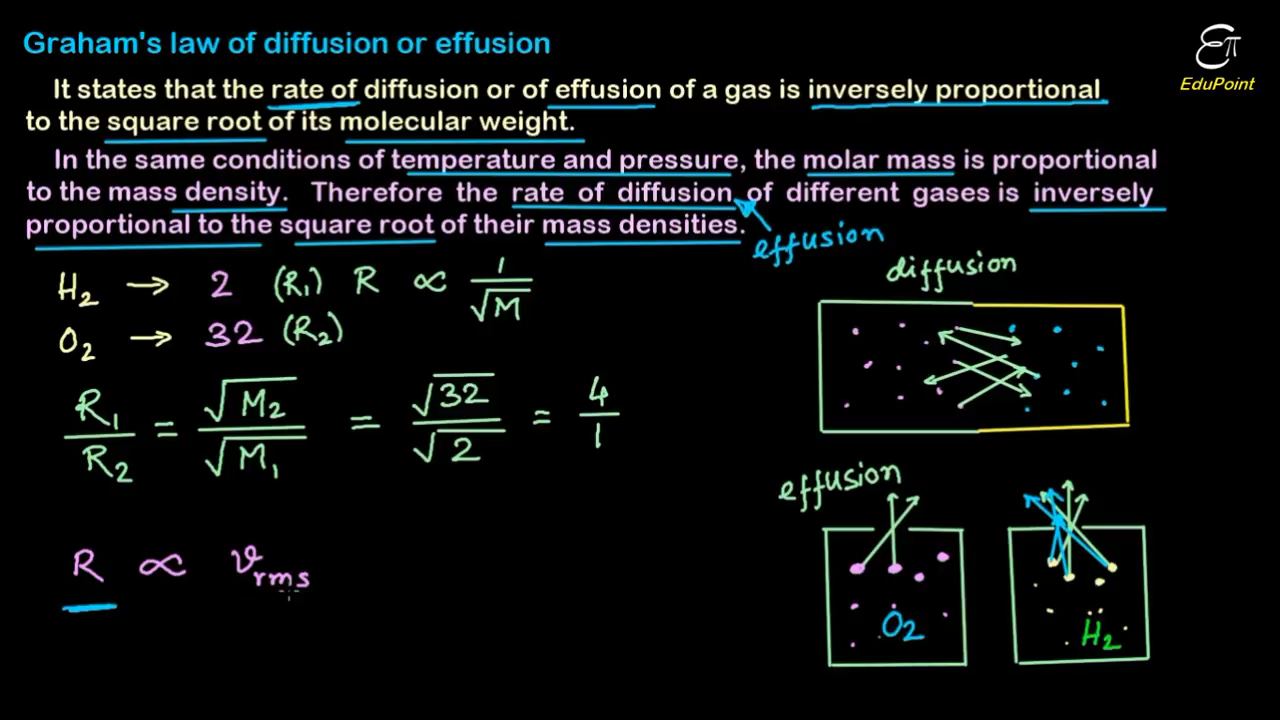 Graham's law of diffusion or effusion
Eπ
EduPoint
It states that the rate of diffusion or of effusion of a gas is inversely proportional
to the square root of its molecular weight.
In the same conditions of temperature and pressure, the molar mass is proportional
to the mass density. Therefore the rate of diffusion of different gases is inversely
proportional to the square root of their mass densities.
effusion
H₂ → 2 (R₁) R ∝ 1/√M
O₂ → 32 (R₂)
R₁/R₂ = √M₂/√M₁ = √32/√2 = 4/1
R ∝ vrms
diffusion
effusion
O₂
H₂